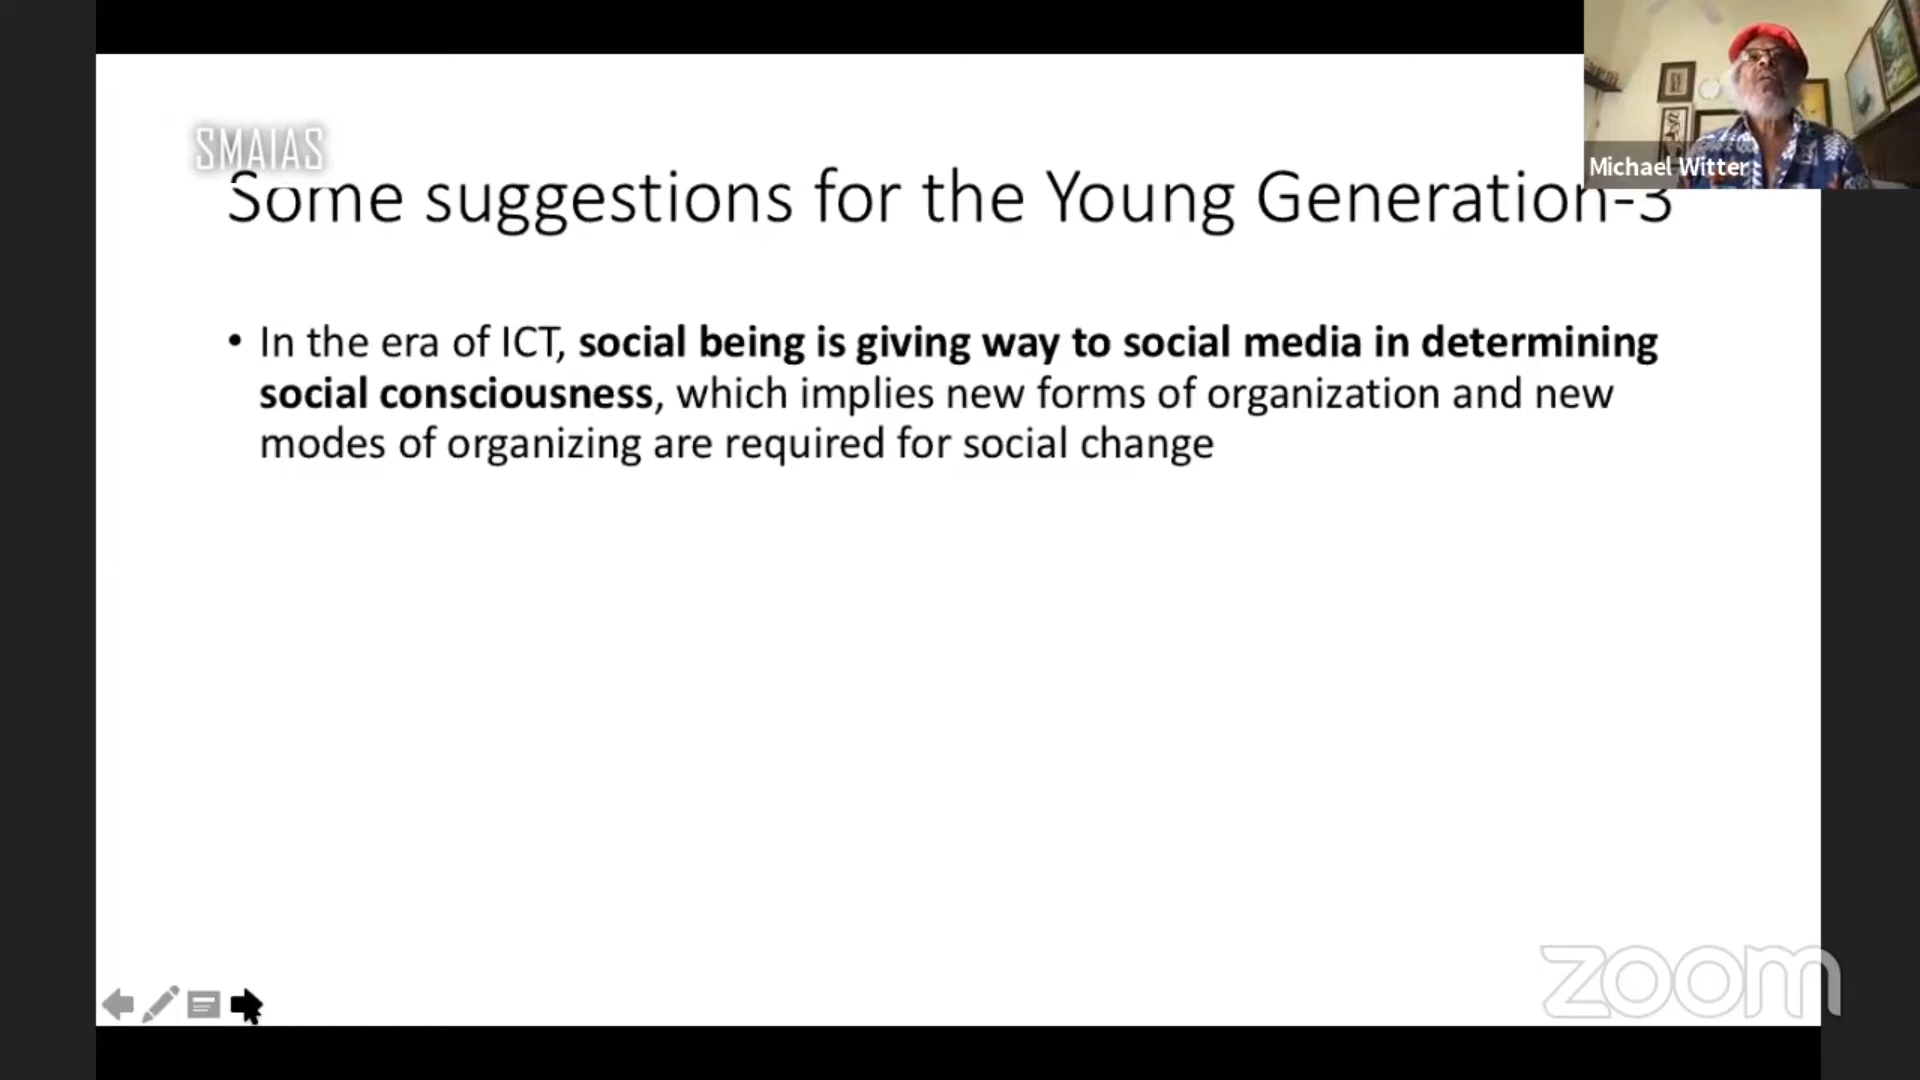 SMAIAS
Some suggestions for the Young Generation-3
Michael Witter
• In the era of ICT, social being is giving way to social media in determining
social consciousness, which implies new forms of organization and new
modes of organizing are required for social change
zoom